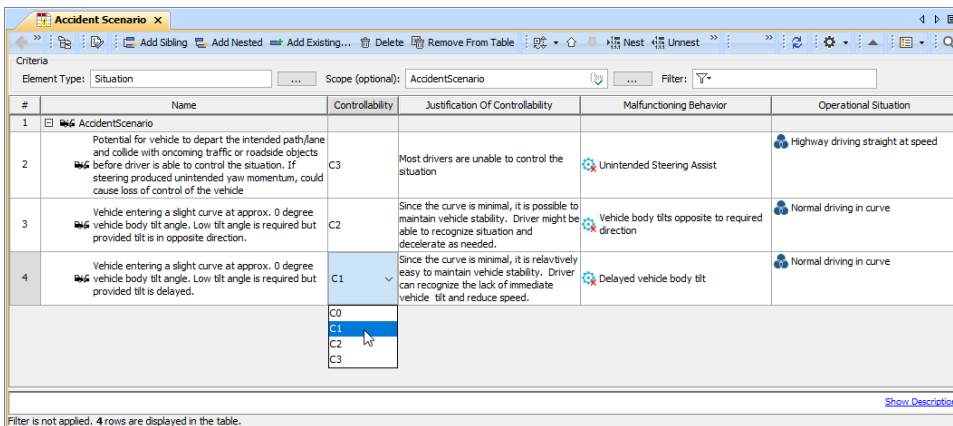 Accident Scenario
Add Sibling Add Nested Add Existing... Delete Remove From Table Nest Unnest
Criteria
Element Type: Situation ... Scope (optional): AccidentScenario ... Filter:
# Name Controllability Justification Of Controllability Malfunctioning Behavior Operational Situation
1 AccidentScenario
2
Potential for vehicle to depart the intended path/lane
and collide with oncoming traffic or roadside objects
before driver is able to control the situation. If
steering produced unintended yaw momentum, could
cause loss of control of the vehicle
C3
Most drivers are unable to control the
situation
Unintended Steering Assist
Highway driving straight at speed
3
Vehicle entering a slight curve at approx. 0 degree
vehicle body tilt angle. Low tilt angle is required but
provided tilt is in opposite direction.
C2
Since the curve is minimal, it is possible to
maintain vehicle stability. Driver might be
able to recognize situation and
decelerate as needed.
Vehicle body tilts opposite to required
direction
Normal driving in curve
4
Vehicle entering a slight curve at approx. 0 degree
vehicle body tilt angle. Low tilt angle is required but
provided tilt is delayed.
C1
Since the curve is minimal, it is relavtively
easy to maintain vehicle stability. Driver
can recognize the lack of immediate
vehicle tilt and reduce speed.
Delayed vehicle body tilt
Normal driving in curve
C0
C1
C2
C3
Show Description
Filter is not applied. 4 rows are displayed in the table.